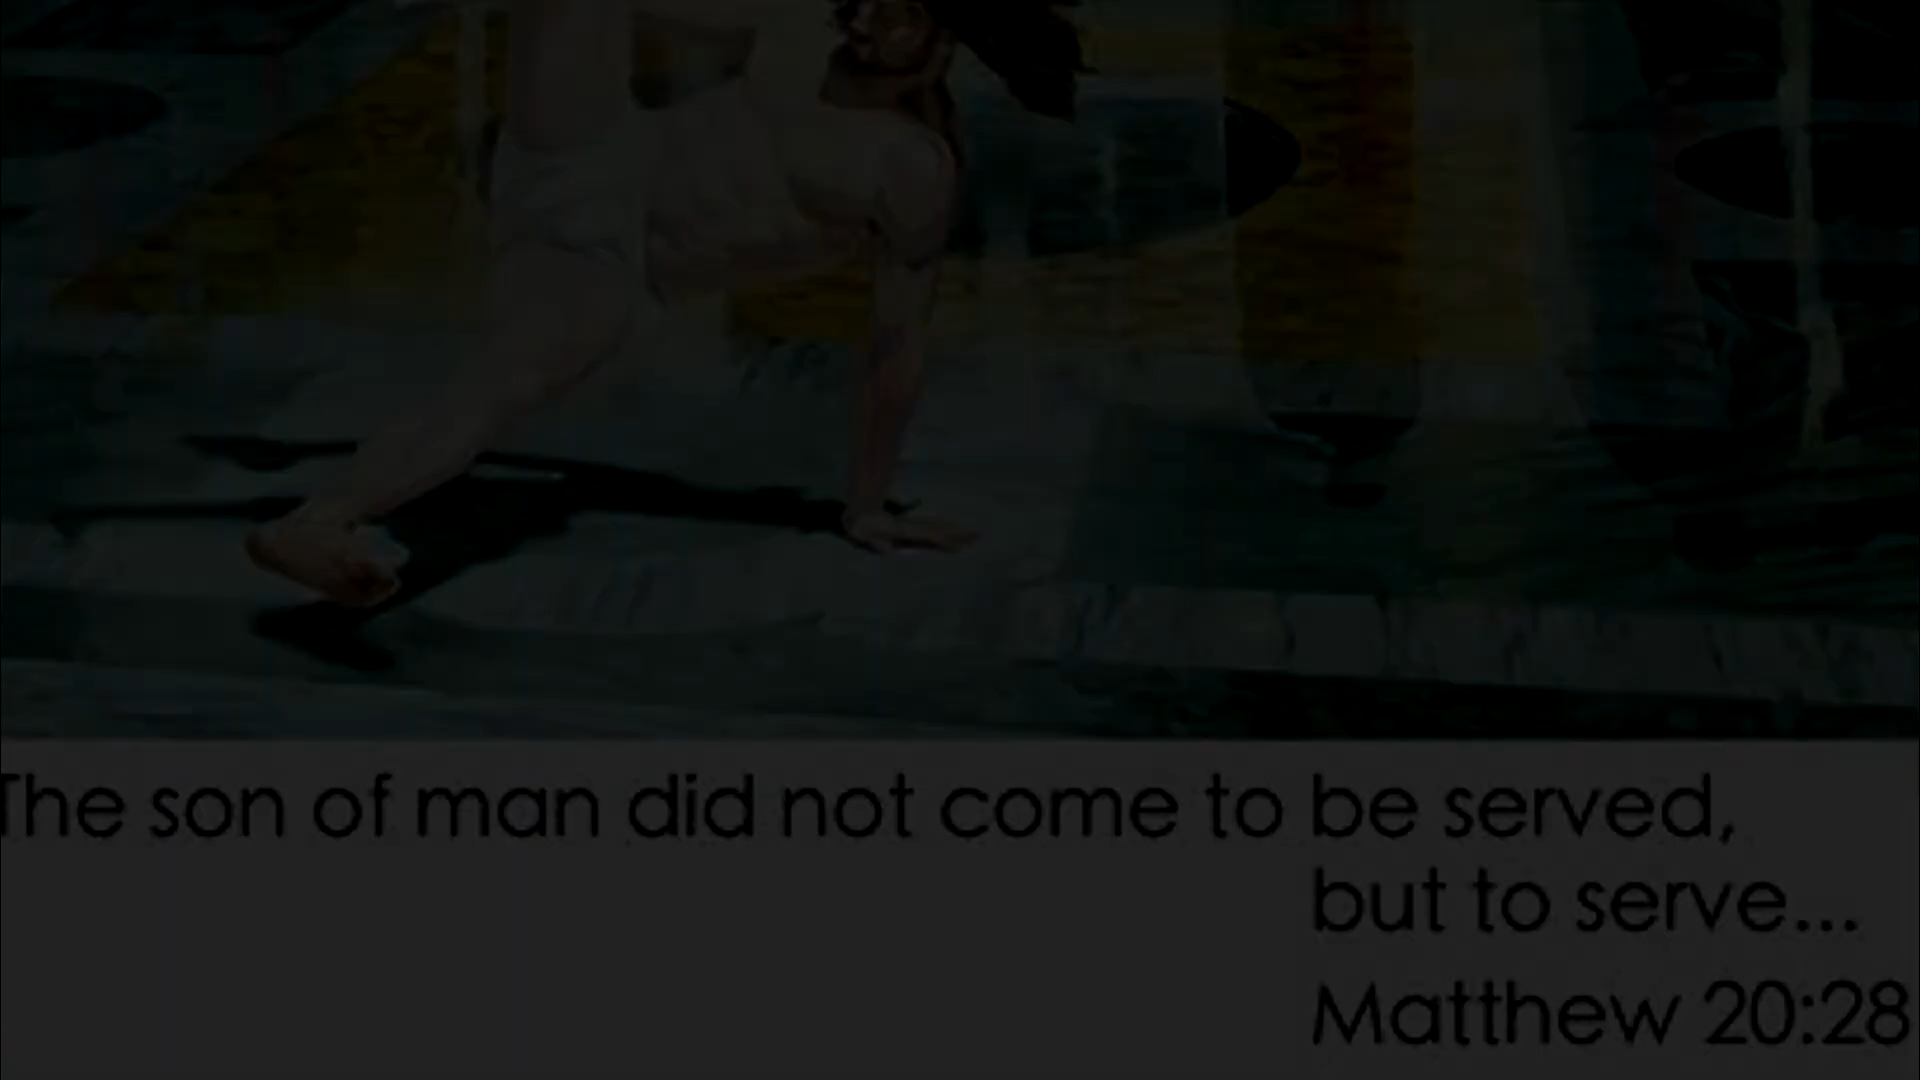 The son of man did not come to be served,
but to serve...
Matthew 20:28